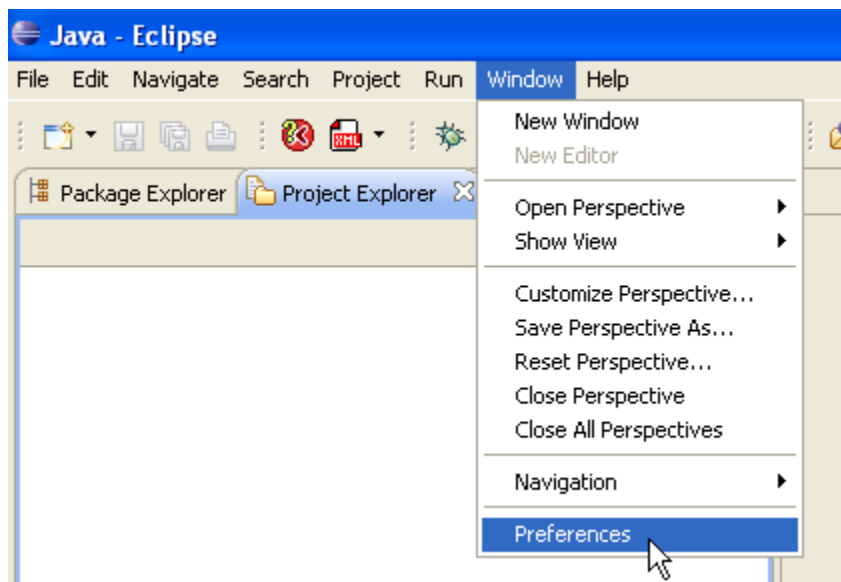 Java - Eclipse
File Edit Navigate Search Project Run Window Help
XML
Package Explorer Project Explorer
New Window
New Editor
Open Perspective
Show View
Customize Perspective...
Save Perspective As...
Reset Perspective...
Close Perspective
Close All Perspectives
Navigation
Preferences